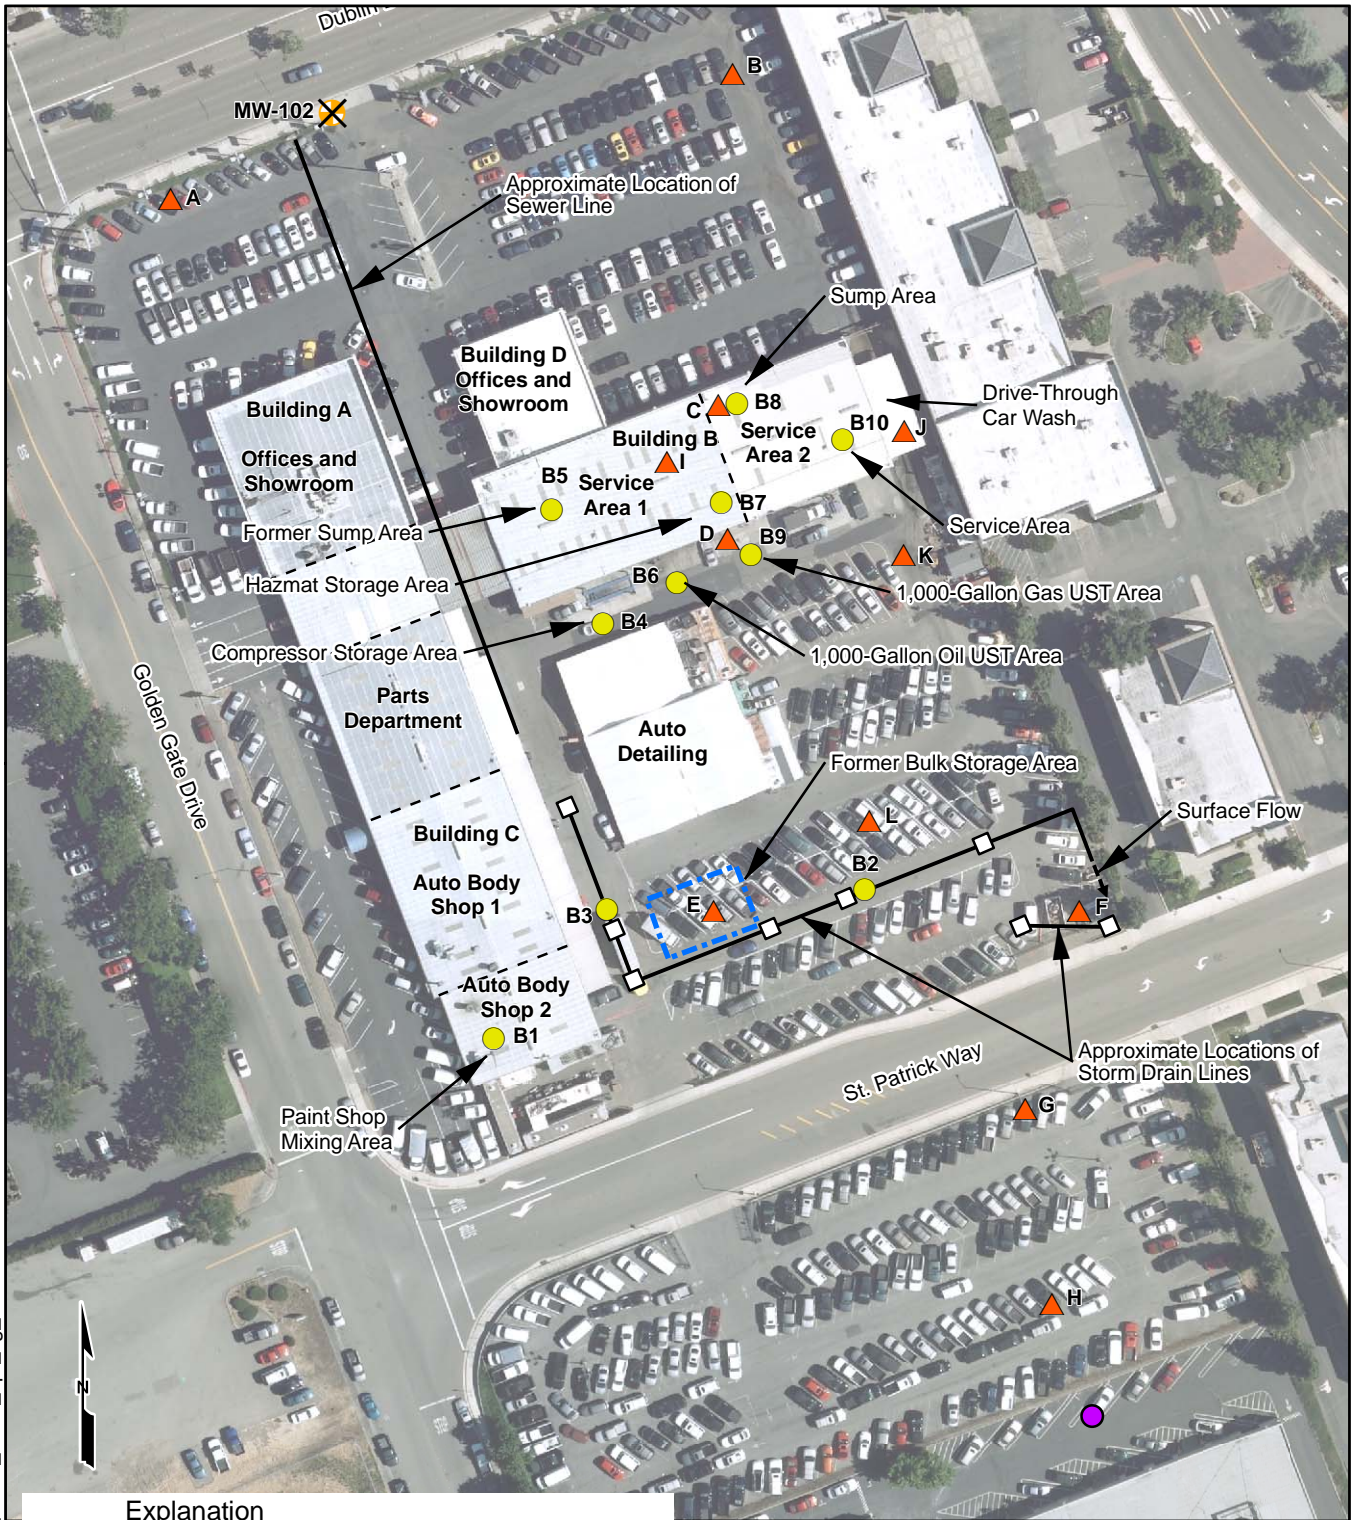 Dublin
B
MW-102
A
Approximate Location of
Sewer Line
Sump Area
Building D
Offices and
Showroom
Building A
Offices and
Showroom
Drive-Through
Car Wash
C
B8
B10
J
Building B
Service
Area 2
I
B5
Service
Area 1
B7
Former Sump Area
D
B9
Service Area
K
Hazmat Storage Area
B6
1,000-Gallon Gas UST Area
B4
Compressor Storage Area
1,000-Gallon Oil UST Area
Golden Gate Drive
Parts
Department
Auto
Detailing
Former Bulk Storage Area
Surface Flow
L
Building C
Auto Body
Shop 1
B2
E
B3
F
Auto Body
Shop 2
B1
St. Patrick Way
Approximate Locations of
Storm Drain Lines
Paint Shop
Mixing Area
G
H
N
Explanation